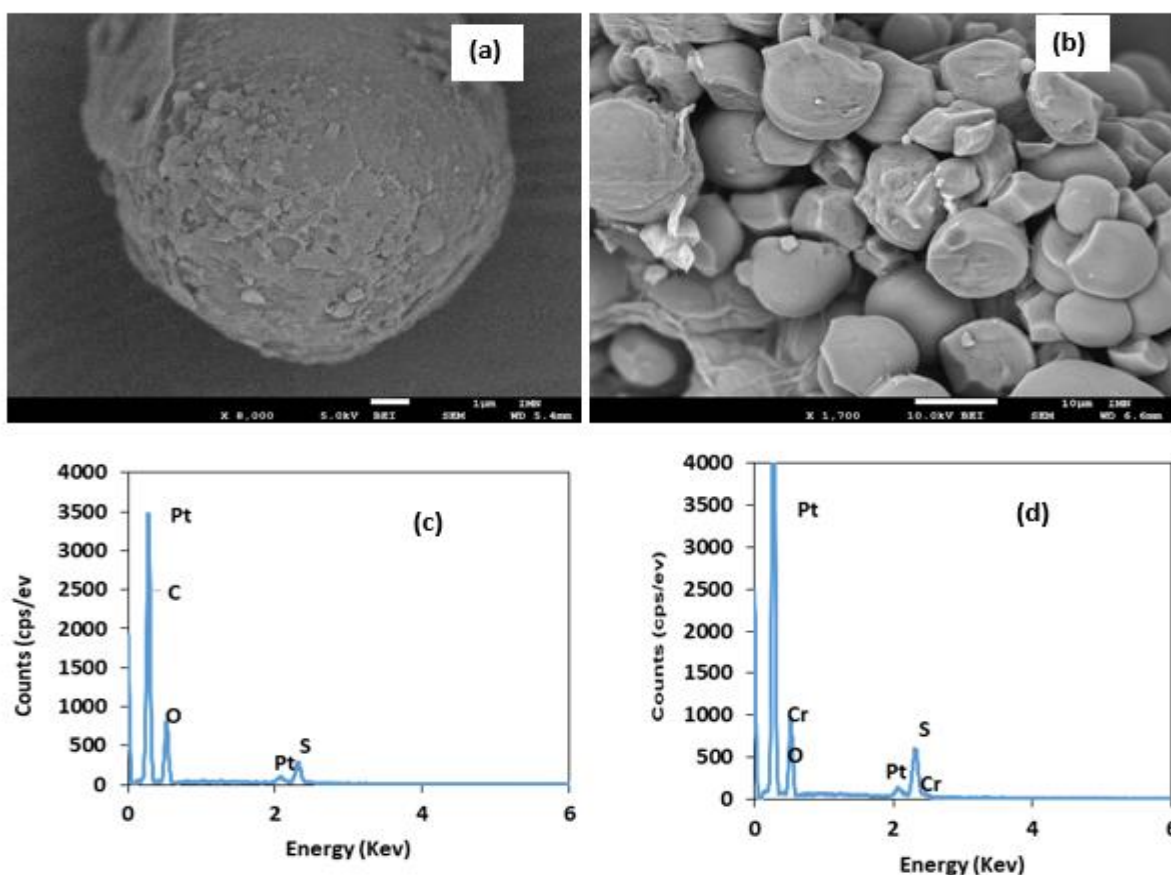 (a)
X 8,000 5.0kV BEI SEM 1μm IMN WD 5.4mm
(b)
X 1,700 10.0kV BEI SEM 10μm IMN WD 6.6mm
4000
3500
3000
2500
2000
1500
1000
500
0
Counts (cps/ev)
Pt
C
O
Pt
S
(c)
0 2 4 6
Energy (Kev)
4000
3500
3000
2500
2000
1500
1000
500
0
Counts (cps/ev)
Pt
Cr
O
Pt
S
Cr
(d)
0 2 4 6
Energy (Kev)